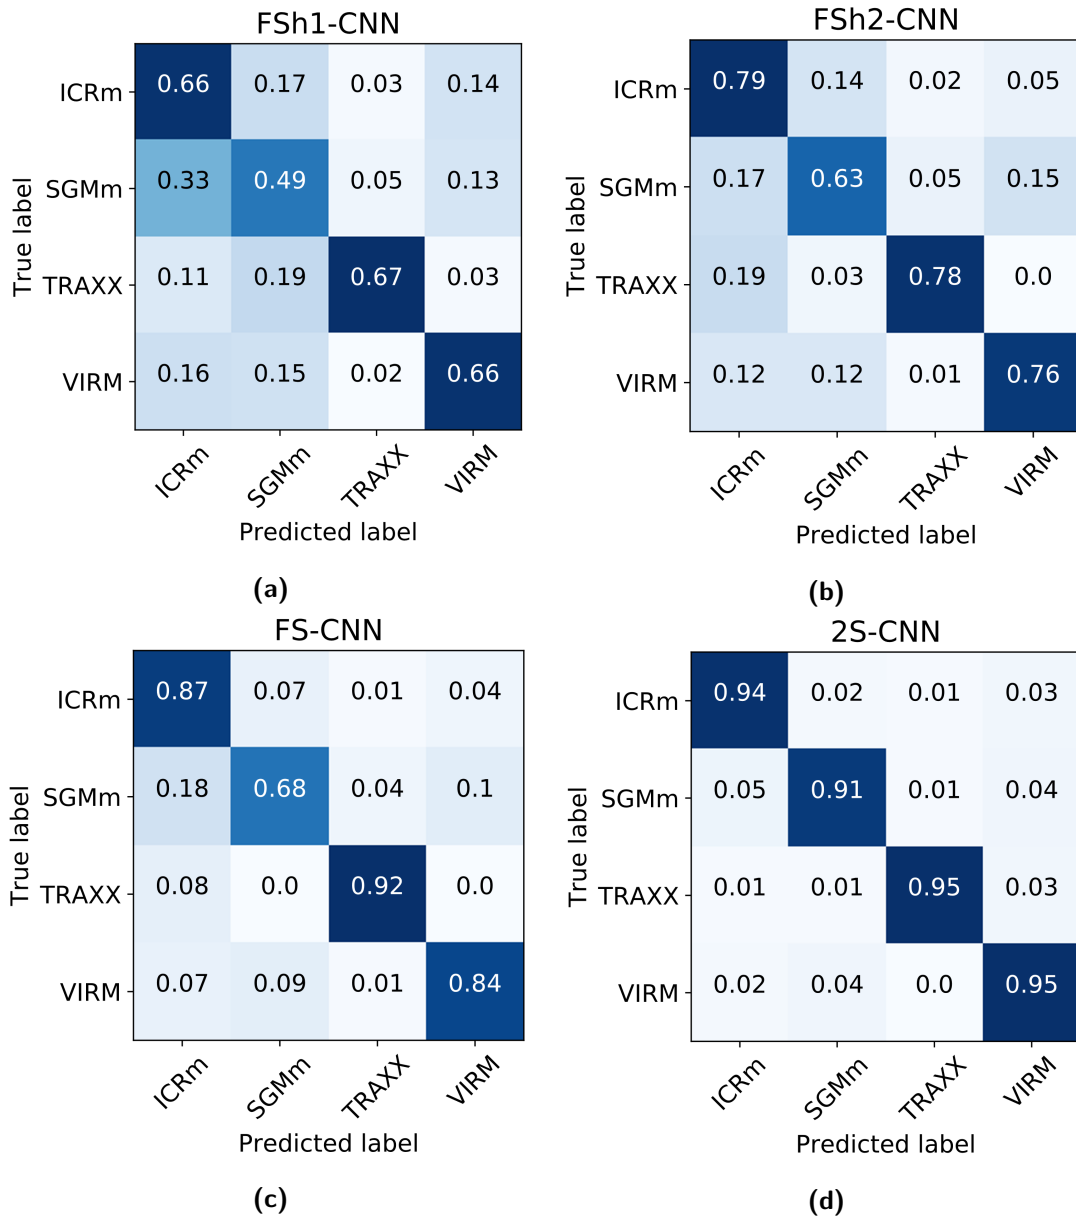 FSh1-CNN
True label
ICRm 0.66 0.17 0.03 0.14
SGMm 0.33 0.49 0.05 0.13
TRAXX 0.11 0.19 0.67 0.03
VIRM 0.16 0.15 0.02 0.66
ICRm SGMm TRAXX VIRM
Predicted label
(a)
FSh2-CNN
True label
ICRm 0.79 0.14 0.02 0.05
SGMm 0.17 0.63 0.05 0.15
TRAXX 0.19 0.03 0.78 0.0
VIRM 0.12 0.12 0.01 0.76
ICRm SGMm TRAXX VIRM
Predicted label
(b)
FS-CNN
True label
ICRm 0.87 0.07 0.01 0.04
SGMm 0.18 0.68 0.04 0.1
TRAXX 0.08 0.0 0.92 0.0
VIRM 0.07 0.09 0.01 0.84
ICRm SGMm TRAXX VIRM
Predicted label
(c)
2S-CNN
True label
ICRm 0.94 0.02 0.01 0.03
SGMm 0.05 0.91 0.01 0.04
TRAXX 0.01 0.01 0.95 0.03
VIRM 0.02 0.04 0.0 0.95
ICRm SGMm TRAXX VIRM
Predicted label
(d)